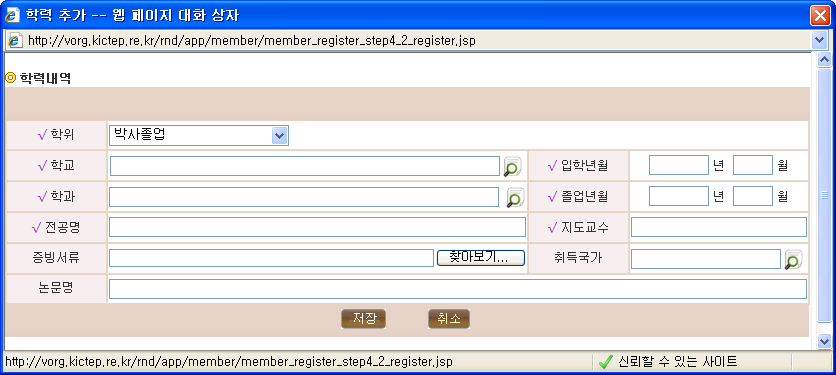 학력 추가 -- 웹 페이지 대화 상자
http://vorg.kictep.re.kr/rnd/app/member/member_register_step4_2_register.jsp
학력내역
√ 학위 박사졸업
√ 학교 √ 입학년월 년 월
√ 학과 √ 졸업년월 년 월
√ 전공명 √ 지도교수
증빙서류 찾아보기... 취득국가
논문명
저장 취소
http://vorg.kictep.re.kr/rnd/app/member/member_register_step4_2_register.jsp 신뢰할 수 있는 사이트